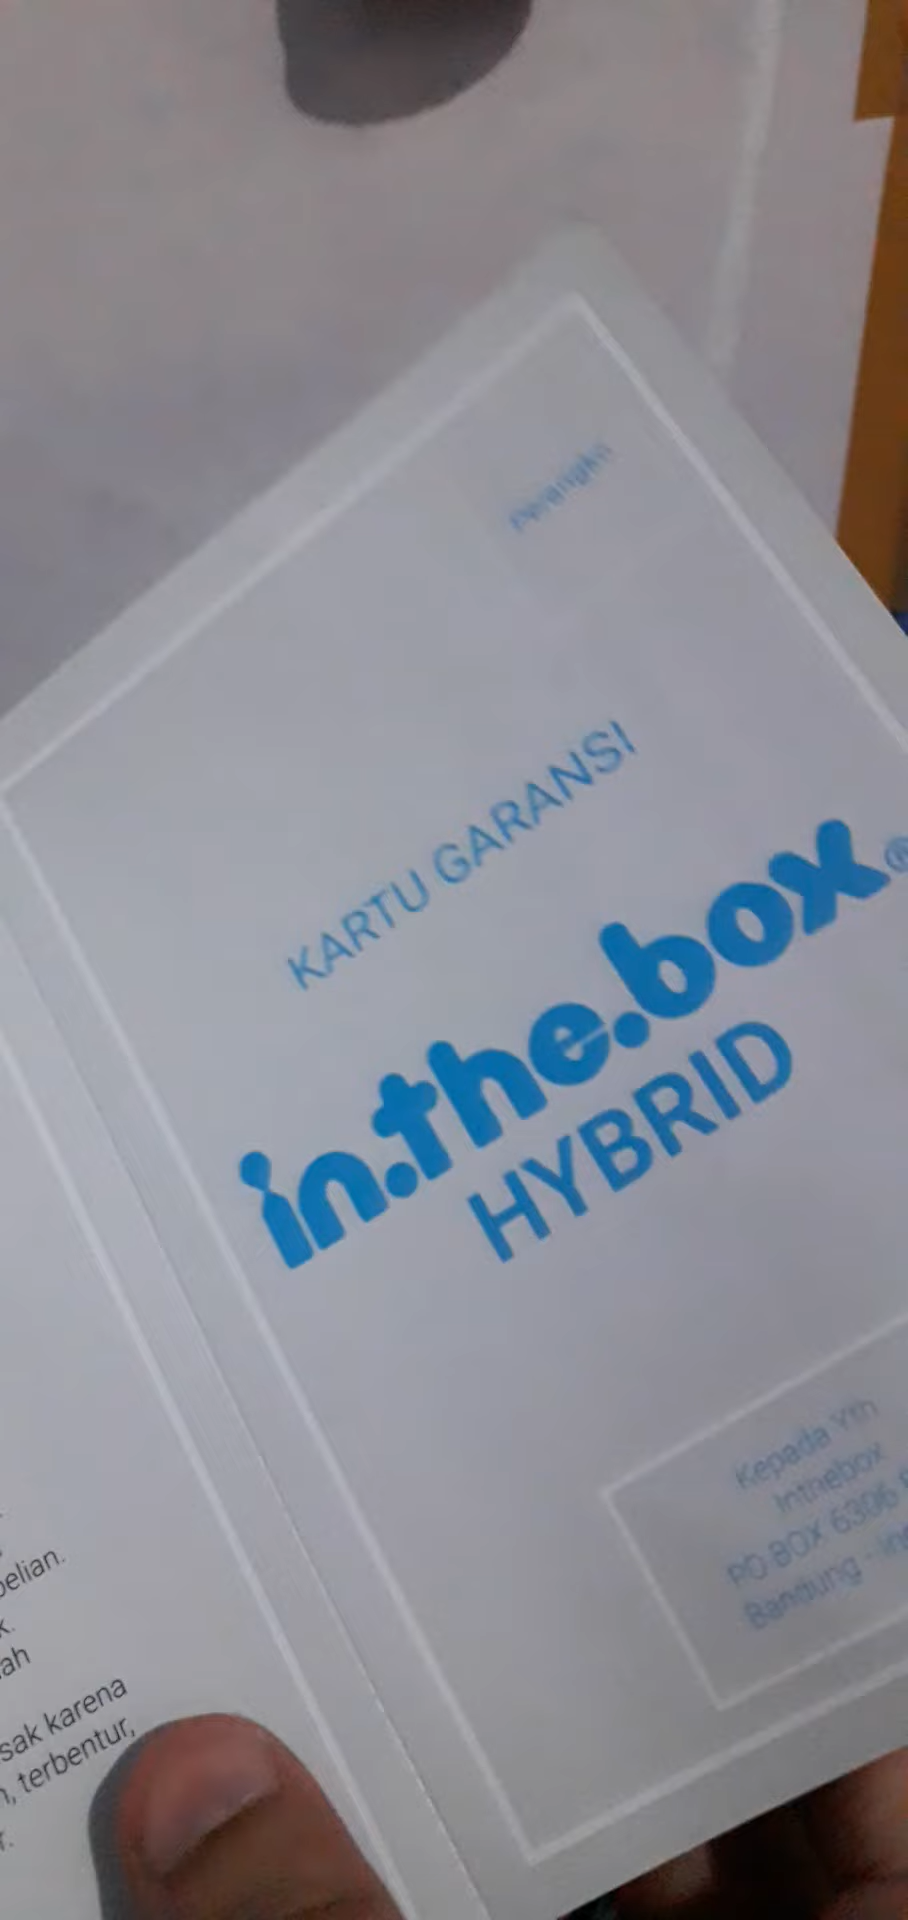 Perangko
KARTU GARANSI
in.the.box®
HYBRID
Kepada Yth
Inthebox
PO BOX 6306
Bandung -
belian.
sak karena
terbentur,